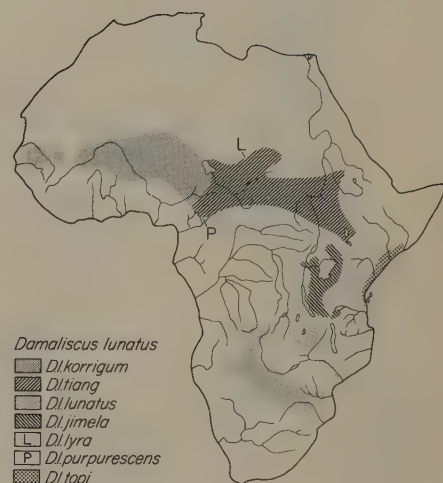 L
P
Damaliscus lunatus
D.l.korrigum
D.l.tiang
D.l.lunatus
D.l.jimela
L D.l.lyra
P D.l.purpurescens
D.l.topi